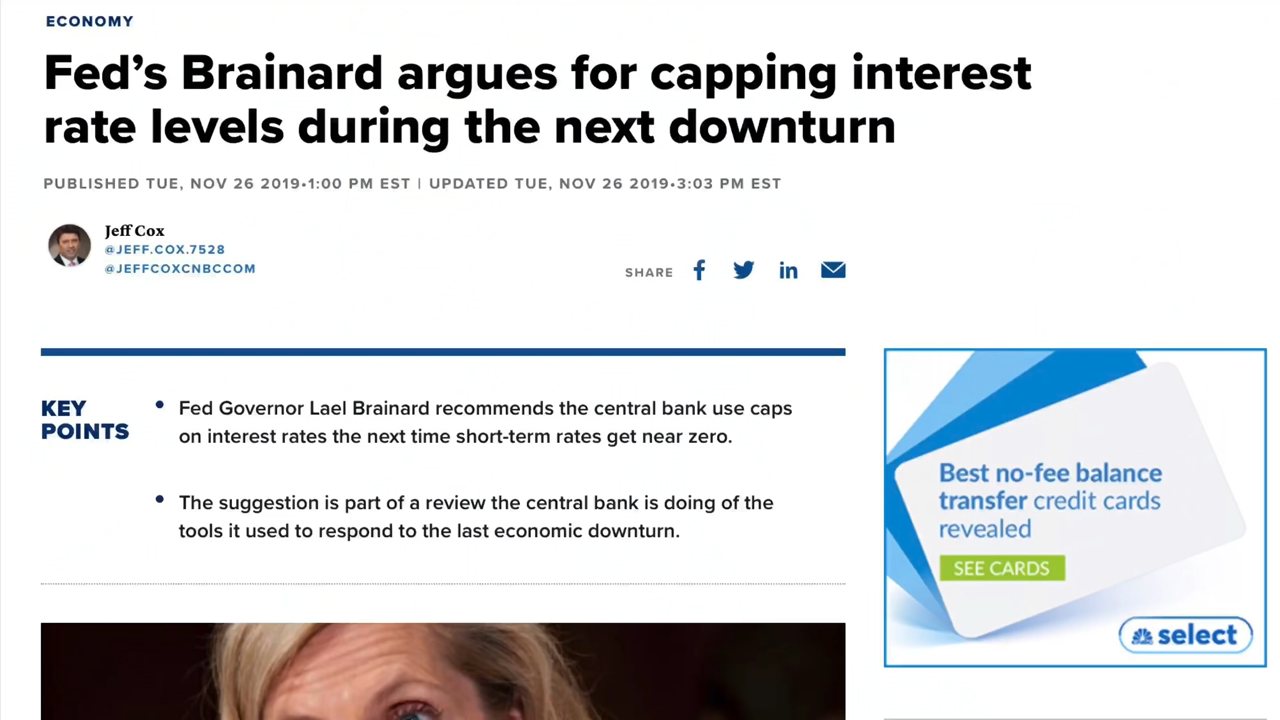 ECONOMY
Fed’s Brainard argues for capping interest
rate levels during the next downturn
PUBLISHED TUE, NOV 26 2019•1:00 PM EST | UPDATED TUE, NOV 26 2019•3:03 PM EST
Jeff Cox
@JEFF.COX.7528
@JEFFCOXCNBCCOM
SHARE
KEY
POINTS
• Fed Governor Lael Brainard recommends the central bank use caps
on interest rates the next time short-term rates get near zero.
• The suggestion is part of a review the central bank is doing of the
tools it used to respond to the last economic downturn.
Best no-fee balance
transfer credit cards
revealed
SEE CARDS
select